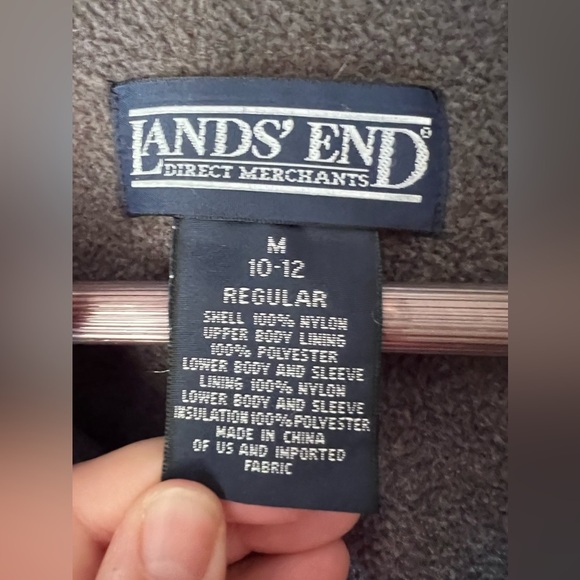 LANDS' END®
DIRECT MERCHANTS
M
10-12
REGULAR
SHELL 100% NYLON
UPPER BODY LINING
100% POLYESTER
LOWER BODY AND SLEEVE
LINING 100% NYLON
LOWER BODY AND SLEEVE
INSULATION 100% POLYESTER
MADE IN CHINA
OF US AND IMPORTED
FABRIC